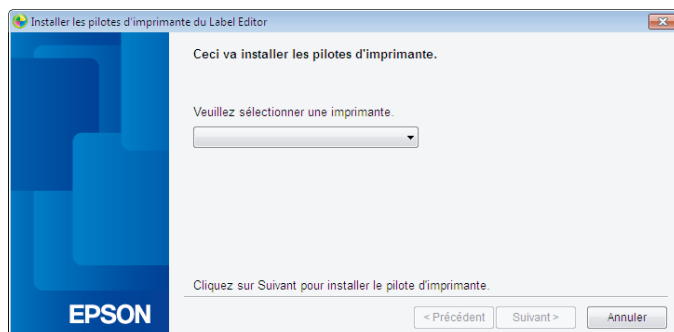 Installer les pilotes d'imprimante du Label Editor
Ceci va installer les pilotes d'imprimante.
Veuillez sélectionner une imprimante.
Cliquez sur Suivant pour installer le pilote d'imprimante.
EPSON
< Précédent
Suivant >
Annuler